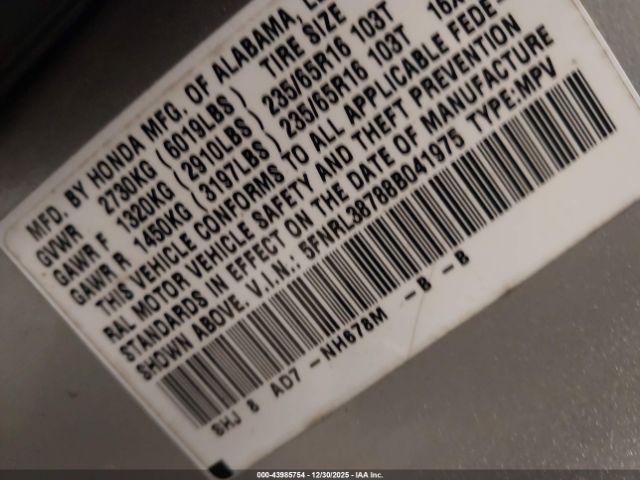 MFD. BY HONDA MFG. OF ALABAMA,
GVWR 2730KG (6019LBS) TIRE SIZE
GAWR F 1320KG (2910LBS) 235/65R16 103T
GAWR R 1450KG (3197LBS) 235/65R16 103T
THIS VEHICLE CONFORMS TO ALL APPLICABLE FEDE-
RAL MOTOR VEHICLE SAFETY AND THEFT PREVENTION
STANDARDS IN EFFECT ON THE DATE OF MANUFACTURE
SHOWN ABOVE. V.I.N.: 5FNRL38788B041975 TYPE:MPV
SHJ 8 AD7 -NH678M -B -B
000-43985754 - 12/30/2025 - IAA Inc.